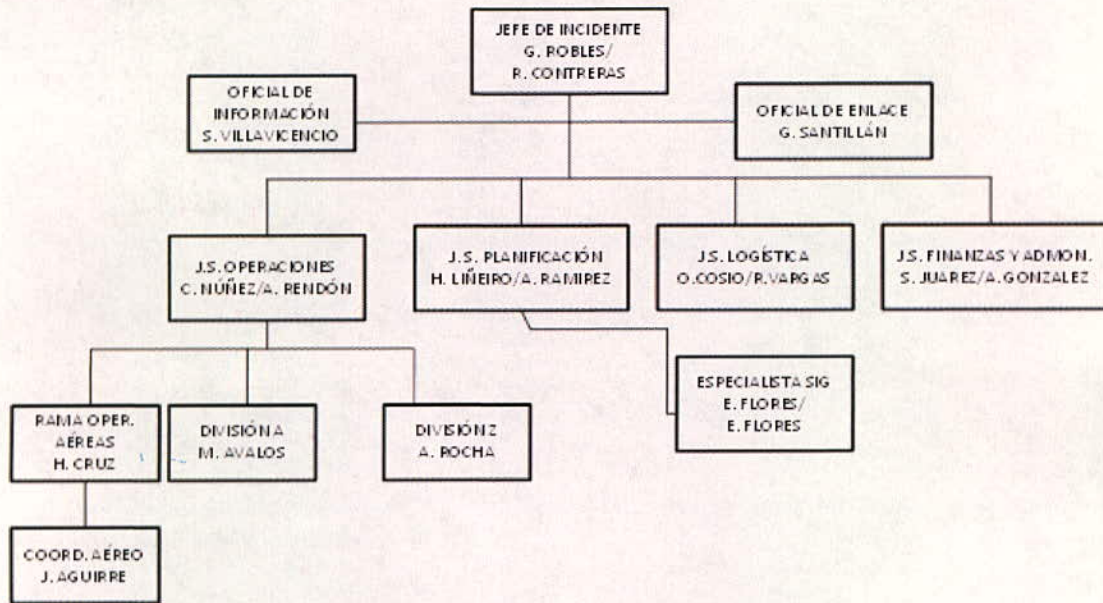 JEFE DE INCIDENTE
G. ROBLES/
R. CONTRERAS
OFICIAL DE
INFORMACIÓN
S. VILLAVICENCIO
OFICIAL DE ENLACE
G. SANTILLÁN
J.S. OPERACIONES
C. NÚÑEZ/A. RENDÓN
J.S. PLANIFICACIÓN
H. LIÑEIRO/A. RAMIREZ
J.S. LOGÍSTICA
O.COSIO/R.VARGAS
J.S. FINANZAS Y ADMON.
S. JUAREZ/A. GONZALEZ
ESPECIALISTA SIG
E. FLORES/
E. FLORES
RAMA OPER.
AÉREAS
H. CRUZ
DIVISIÓN A
M. AVALOS
DIVISIÓN Z
A. ROCHA
COORD. AÉREO
J. AGUIRRE